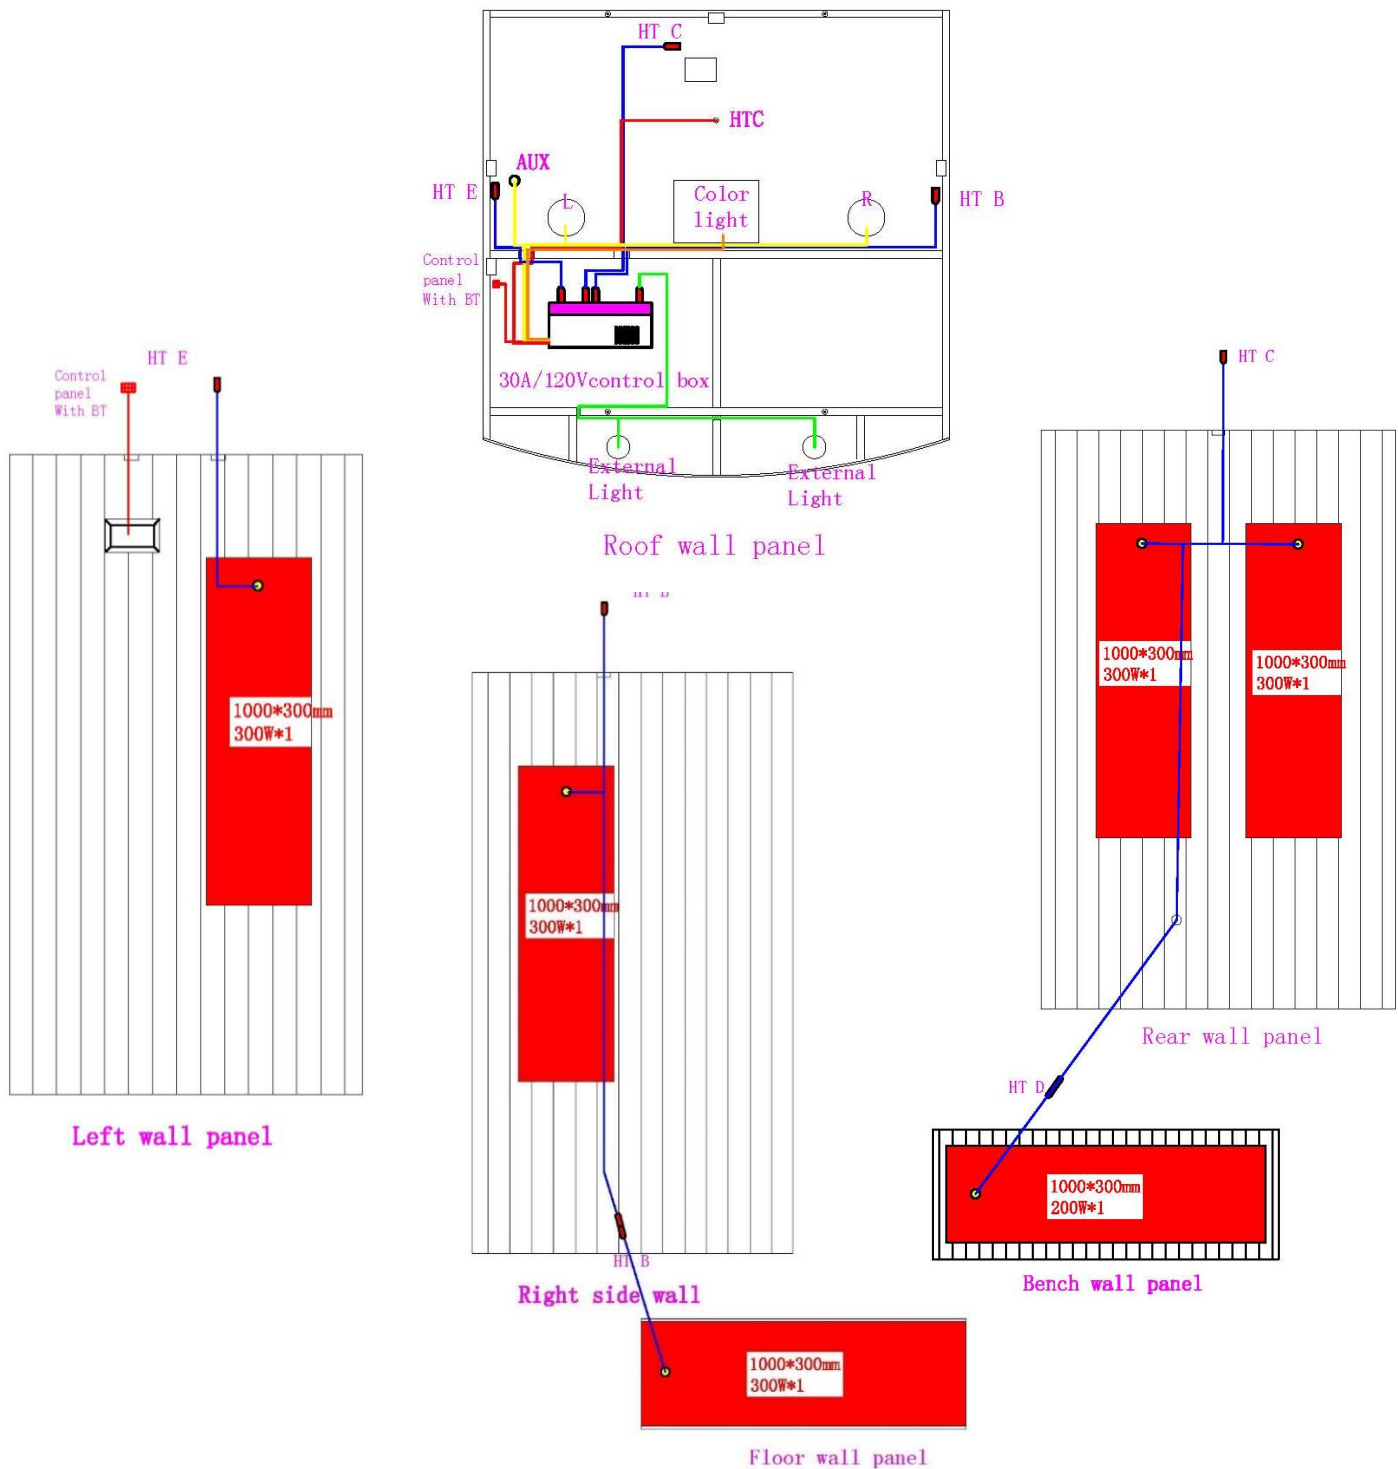 HT C
HTC
AUX
HT E
L
Color
light
R
HT B
Control
panel
With BT
30A/120Vcontrol box
External
Light
External
Light
Roof wall panel
HT E
Control
panel
With BT
1000*300mm
300W*1
Left wall panel
1000*300mm
300W*1
HT B
Right side wall
1000*300mm
300W*1
Floor wall panel
HT C
1000*300mm
300W*1
1000*300mm
300W*1
Rear wall panel
HT D
1000*300mm
200W*1
Bench wall panel